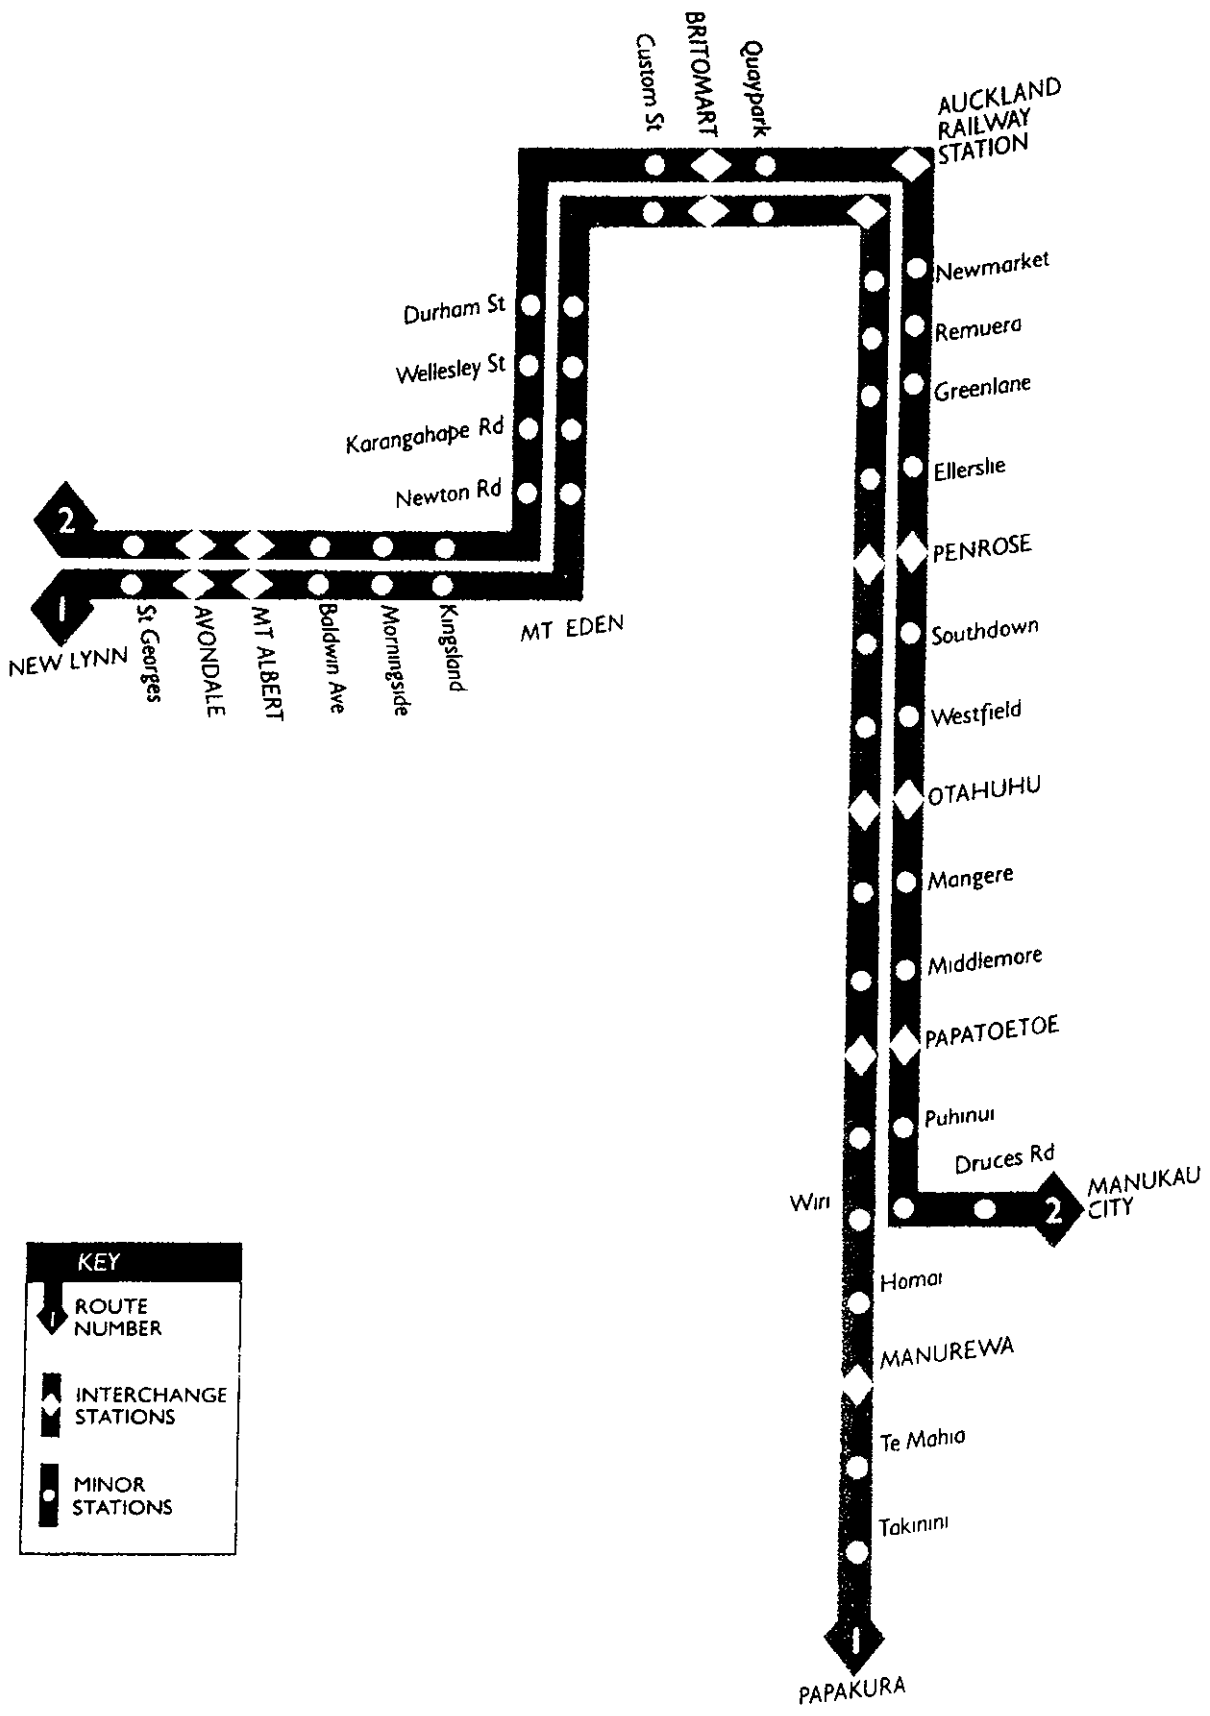 Custom St
BRITOMART
Quaypark
AUCKLAND
RAILWAY
STATION
Newmarket
Durham St
Remuera
Wellesley St
Greenlane
Karangahape Rd
Ellerslie
Newton Rd
2
PENROSE
1
NEW LYNN
St Georges
AVONDALE
MT ALBERT
Baldwin Ave
Morningside
Kingsland
MT EDEN
Southdown
Westfield
OTAHUHU
Mangere
Middlemore
PAPATOETOE
Puhinui
Druces Rd
Wiri
2
MANUKAU
CITY
Homai
MANUREWA
Te Mahia
Takinini
1
PAPAKURA
KEY
1
ROUTE
NUMBER
INTERCHANGE
STATIONS
MINOR
STATIONS